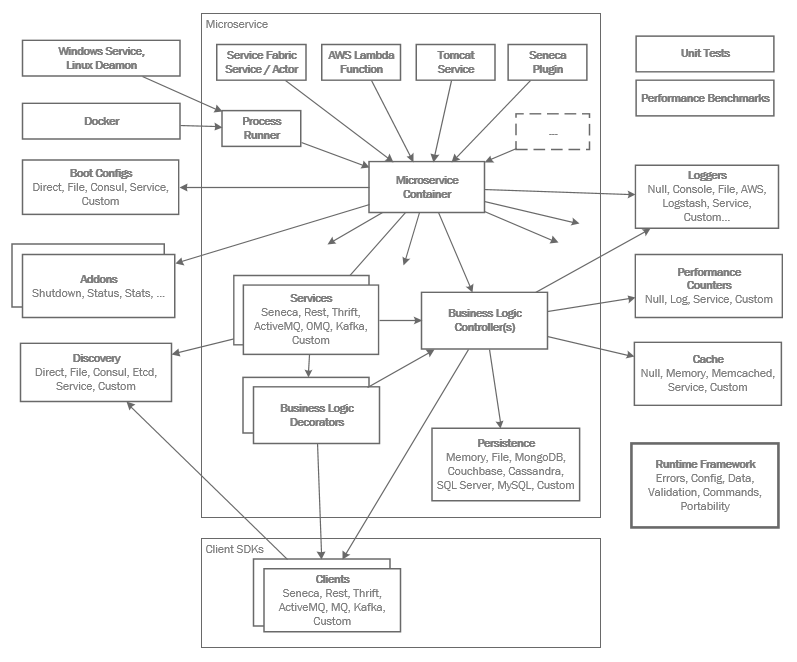 Microservice
Windows Service,
Linux Deamon
Service Fabric
Service / Actor
AWS Lambda
Function
Tomcat
Service
Seneca
Plugin
Unit Tests
Performance Benchmarks
Docker
Process
Runner
...
Boot Configs
Direct, File, Consul, Service,
Custom
Microservice
Container
Loggers
Null, Console, File, AWS,
Logstash, Service,
Custom...
Addons
Shutdown, Status, Stats, ...
Services
Seneca, Rest, Thrift,
ActiveMQ, 0MQ, Kafka,
Custom
Business Logic
Controller(s)
Performance
Counters
Null, Log, Service, Custom
Discovery
Direct, File, Consul, Etcd,
Service, Custom
Business Logic
Decorators
Cache
Null, Memory, Memcached,
Service, Custom
Persistence
Memory, File, MongoDB,
Couchbase, Cassandra,
SQL Server, MySQL, Custom
Runtime Framework
Errors, Config, Data,
Validation, Commands,
Portability
Client SDKs
Clients
Seneca, Rest, Thrift,
ActiveMQ, MQ, Kafka,
Custom